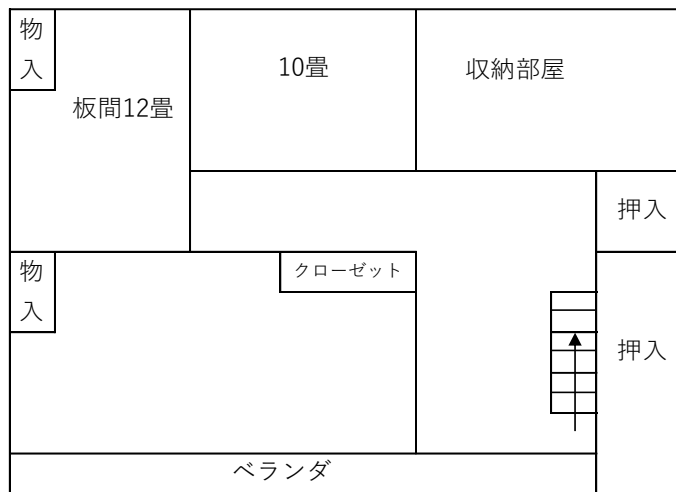 物入
10畳
収納部屋
板間12畳
押入
物入
クローゼット
押入
ベランダ